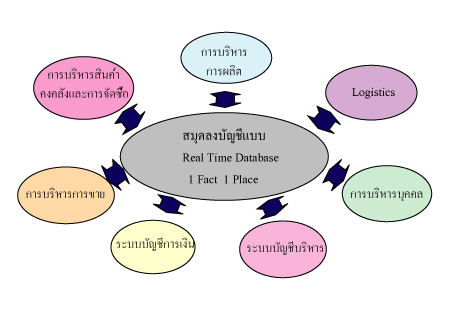 การบริหาร
การผลิต
การบริหารสินค้า
คงคลังและการจัดซื้อ
Logistics
สมุดลงบัญชีแบบ
Real Time Database
1 Fact 1 Place
การบริหารการขาย
การบริหารบุคคล
ระบบบัญชีการเงิน
ระบบบัญชีบริหาร